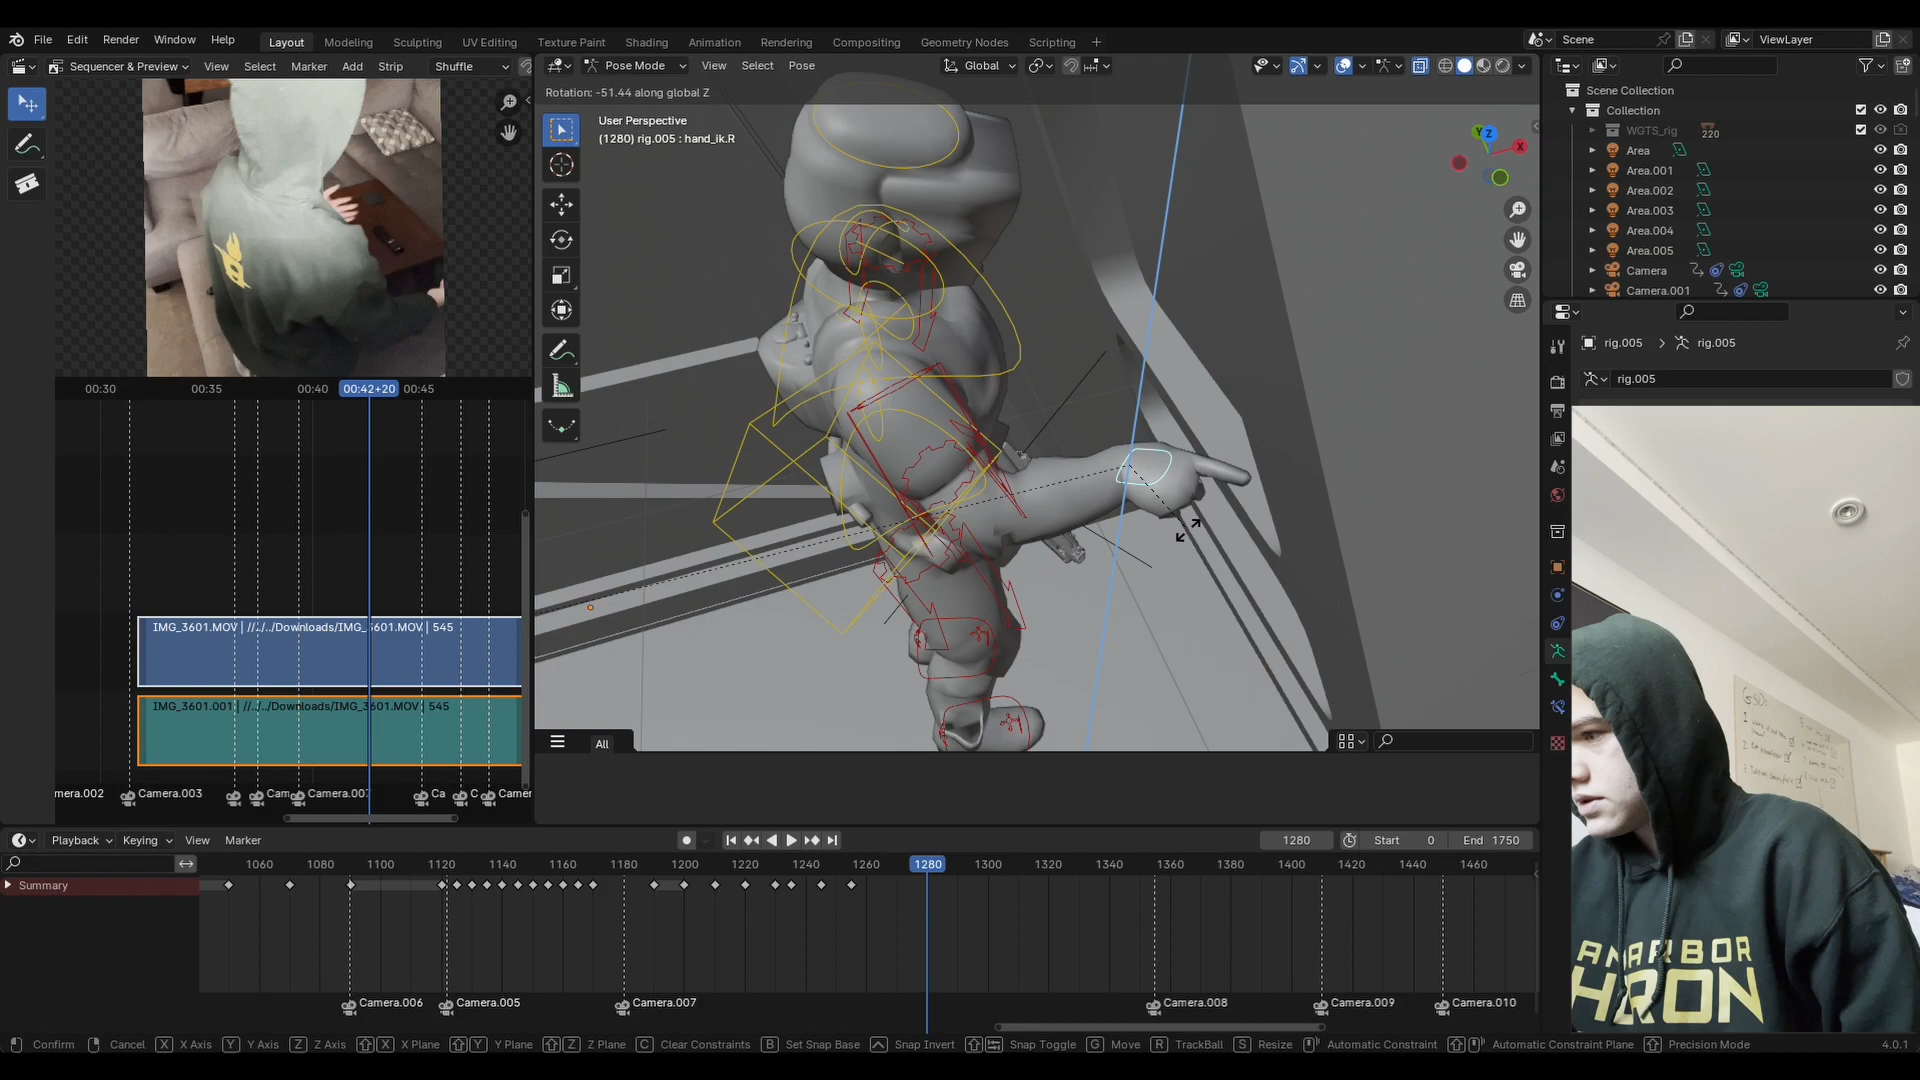 File Edit Render Window Help
Layout Modeling Sculpting UV Editing Texture Paint Shading Animation Rendering Compositing Geometry Nodes Scripting +
Scene ViewLayer
Sequencer & Preview View Select Marker Add Strip Shuffle
Pose Mode View Select Pose Global
Rotation: -51.44 along global Z
User Perspective
(1280) rig.005 : hand_ik.R
Y Z X
Scene Collection
Collection
WGTS_rig 220
Area
Area.001
Area.002
Area.003
Area.004
Area.005
Camera
Camera.001
rig.005 > rig.005
rig.005
00:30 00:35 00:40 00:42+20 00:45
IMG_3601.MOV | //../../Downloads/IMG_3601.MOV | 545
IMG_3601.001 | //../../Downloads/IMG_3601.MOV | 545
mera.002 Camera.003 Cam Camera.007 Ca C Camer
All
Playback Keying View Marker 1280 Start 0 End 1750
1060 1080 1100 1120 1140 1160 1180 1200 1220 1240 1260 1280 1300 1320 1340 1360 1380 1400 1420 1440 1460
Summary
Camera.006 Camera.005 Camera.007 Camera.008 Camera.009 Camera.010
Confirm Cancel X X Axis Y Y Axis Z Z Axis X X Plane Y Y Plane Z Z Plane C Clear Constraints B Set Snap Base Snap Invert Snap Toggle G Move R TrackBall S Resize Automatic Constraint Automatic Constraint Plane Precision Mode 4.0.1